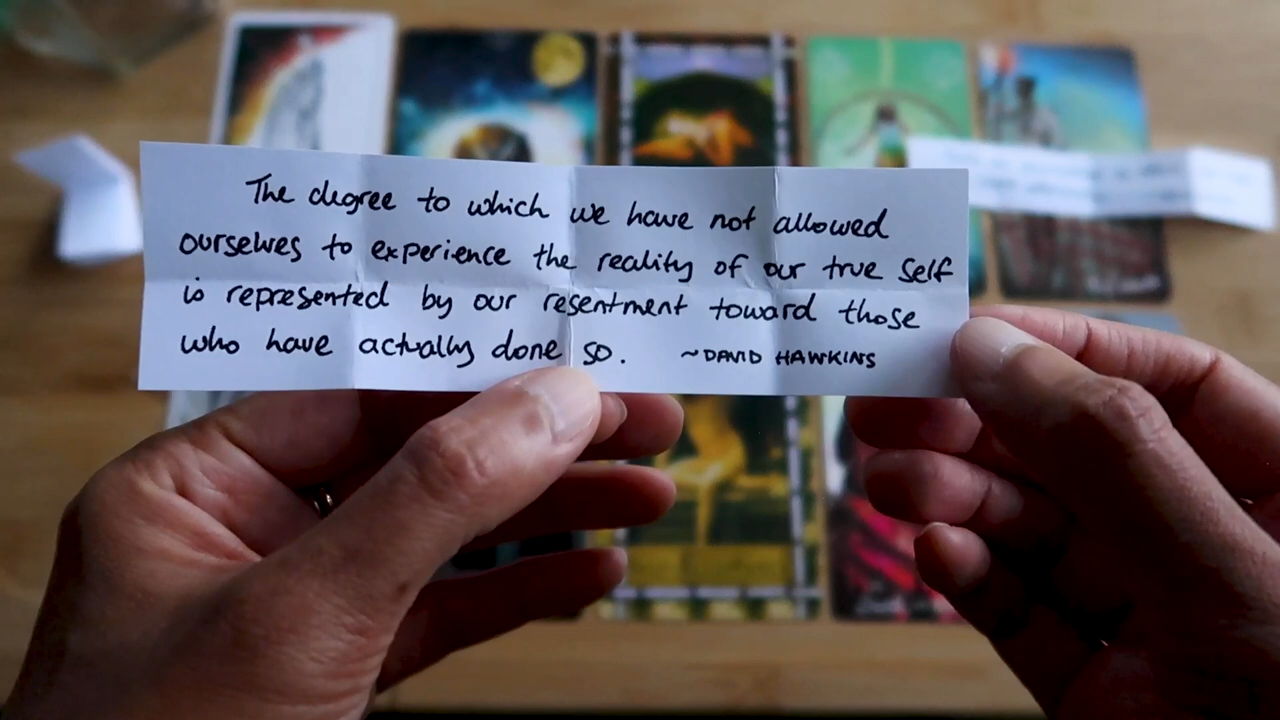 The degree to which we have not allowed
ourselves to experience the reality of our true self
is represented by our resentment toward those
who have actually done so. ~DAVID HAWKINS